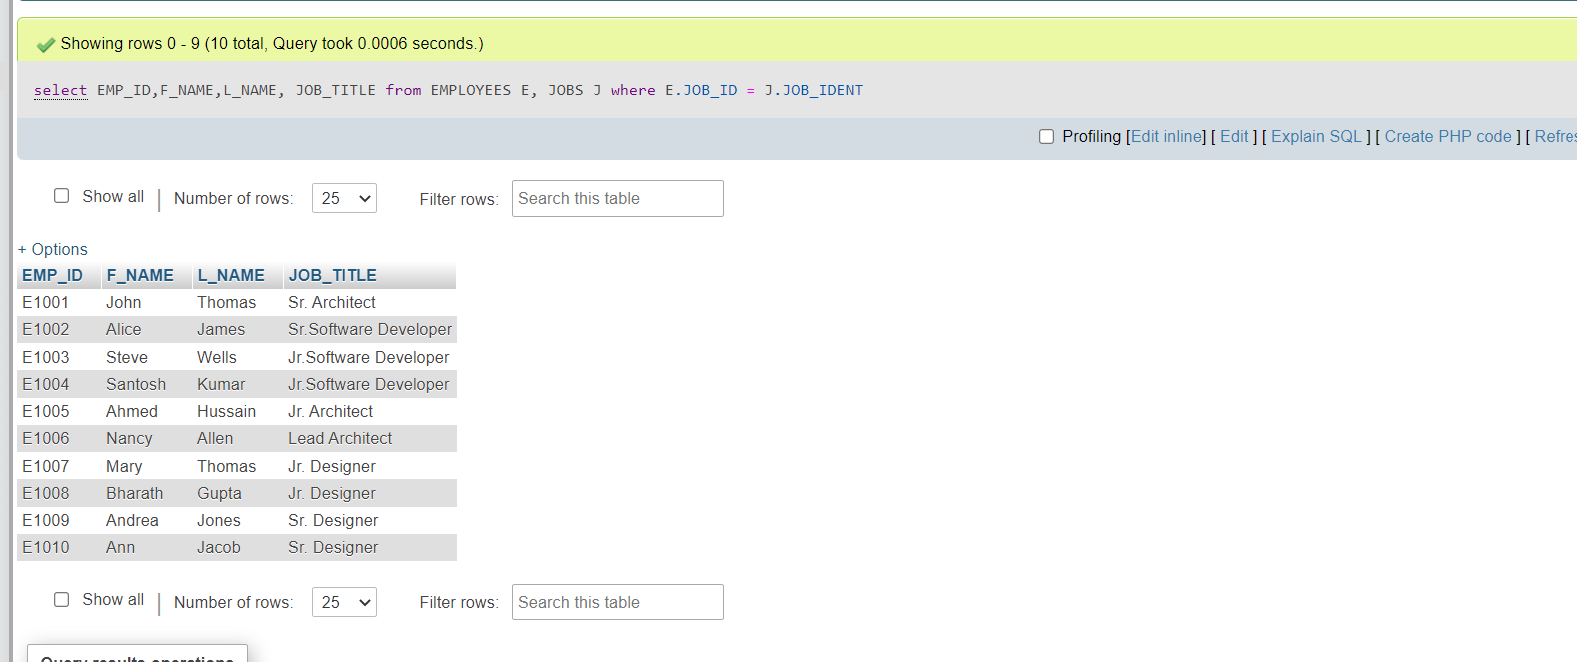 Showing rows 0 - 9 (10 total, Query took 0.0006 seconds.)
select EMP_ID,F_NAME,L_NAME, JOB_TITLE from EMPLOYEES E, JOBS J where E.JOB_ID = J.JOB_IDENT
Profiling [Edit inline] [ Edit ] [ Explain SQL ] [ Create PHP code ] [ Refres
Show all | Number of rows: 25 Filter rows: Search this table
+ Options
EMP_ID F_NAME L_NAME JOB_TITLE
E1001 John Thomas Sr. Architect
E1002 Alice James Sr.Software Developer
E1003 Steve Wells Jr.Software Developer
E1004 Santosh Kumar Jr.Software Developer
E1005 Ahmed Hussain Jr. Architect
E1006 Nancy Allen Lead Architect
E1007 Mary Thomas Jr. Designer
E1008 Bharath Gupta Jr. Designer
E1009 Andrea Jones Sr. Designer
E1010 Ann Jacob Sr. Designer
Show all | Number of rows: 25 Filter rows: Search this table
Query results operations